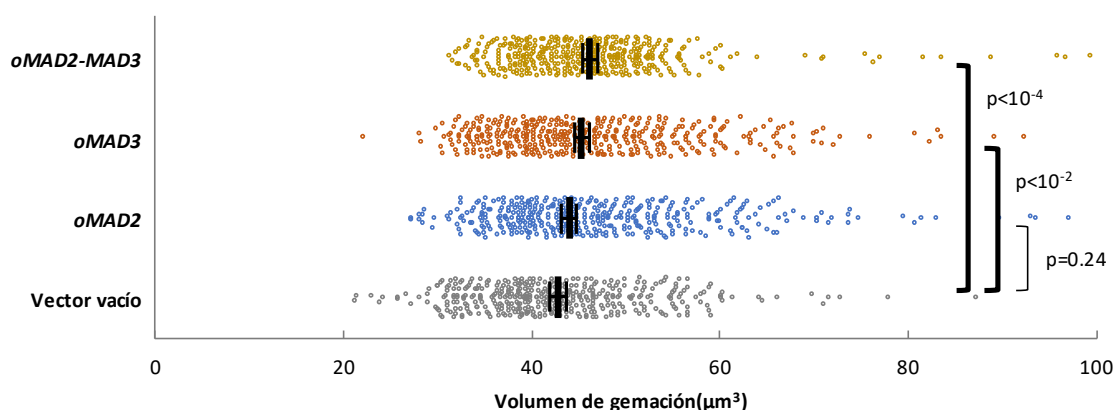 oMAD2-MAD3
p<10⁻⁴
oMAD3
p<10⁻²
oMAD2
p=0.24
Vector vacío
0 20 40 60 80 100
Volumen de gemación(μm³)